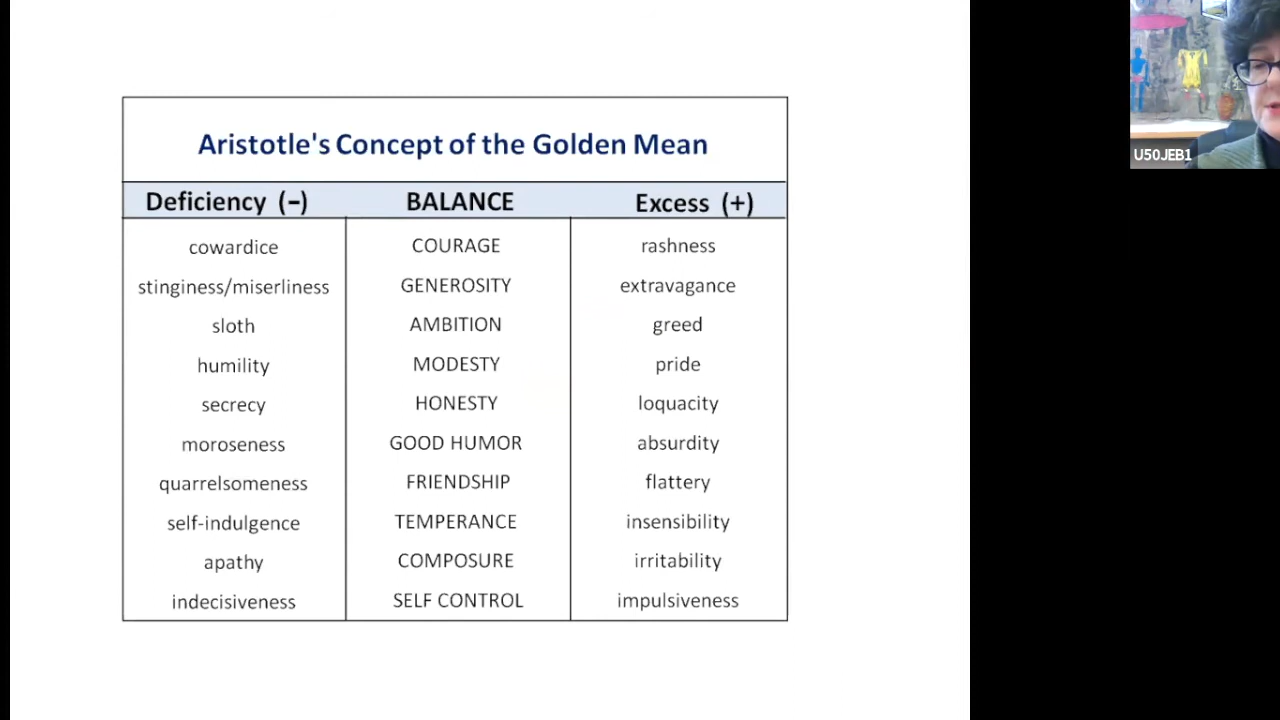 Aristotle's Concept of the Golden Mean
Deficiency (-) BALANCE Excess (+)
cowardice COURAGE rashness
stinginess/miserliness GENEROSITY extravagance
sloth AMBITION greed
humility MODESTY pride
secrecy HONESTY loquacity
moroseness GOOD HUMOR absurdity
quarrelsomeness FRIENDSHIP flattery
self-indulgence TEMPERANCE insensibility
apathy COMPOSURE irritability
indecisiveness SELF CONTROL impulsiveness
U50JEB1